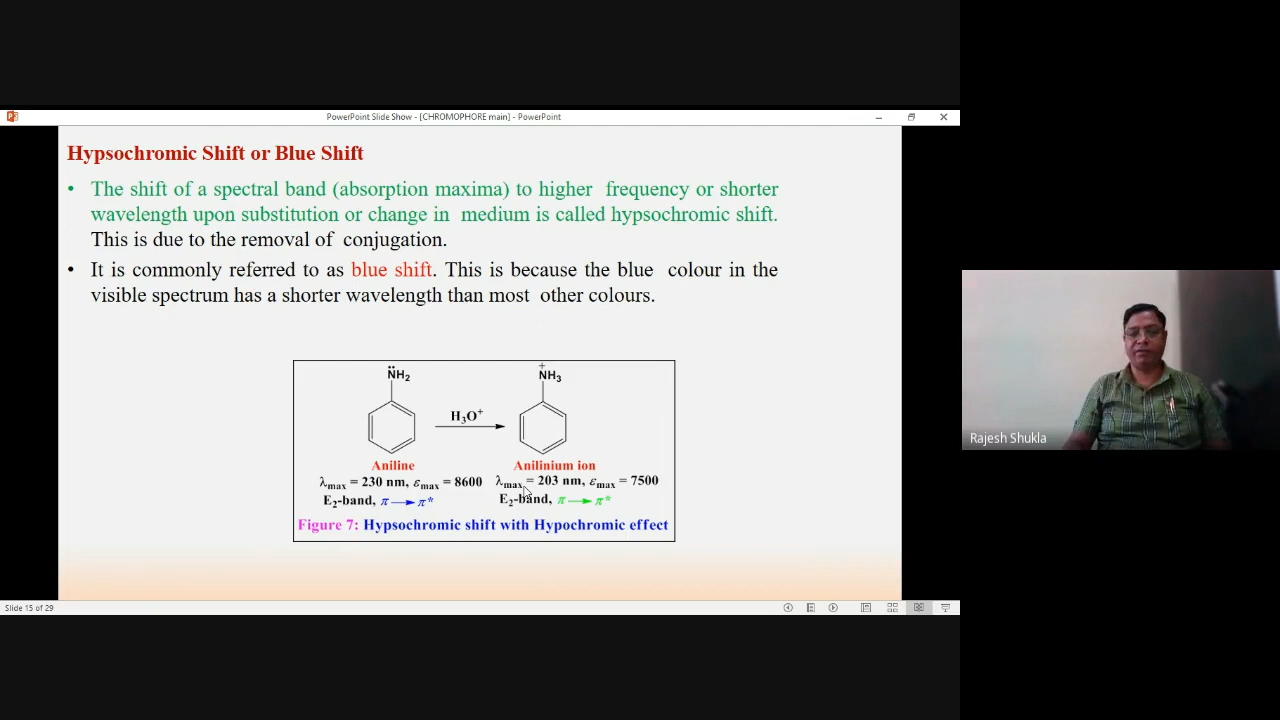 PowerPoint Slide Show - [CHROMOPHORE main] - PowerPoint
Hypsochromic Shift or Blue Shift
• The shift of a spectral band (absorption maxima) to higher frequency or shorter
wavelength upon substitution or change in medium is called hypsochromic shift.
This is due to the removal of conjugation.
• It is commonly referred to as blue shift. This is because the blue colour in the
visible spectrum has a shorter wavelength than most other colours.
N̈H₂
H₃O⁺
⁺NH₃
Aniline
λmax = 230 nm, εmax = 8600
E₂-band, π → π*
Anilinium ion
λmax = 203 nm, εmax = 7500
E₂-band, π → π*
Figure 7: Hypsochromic shift with Hypochromic effect
Slide 15 of 29
Rajesh Shukla